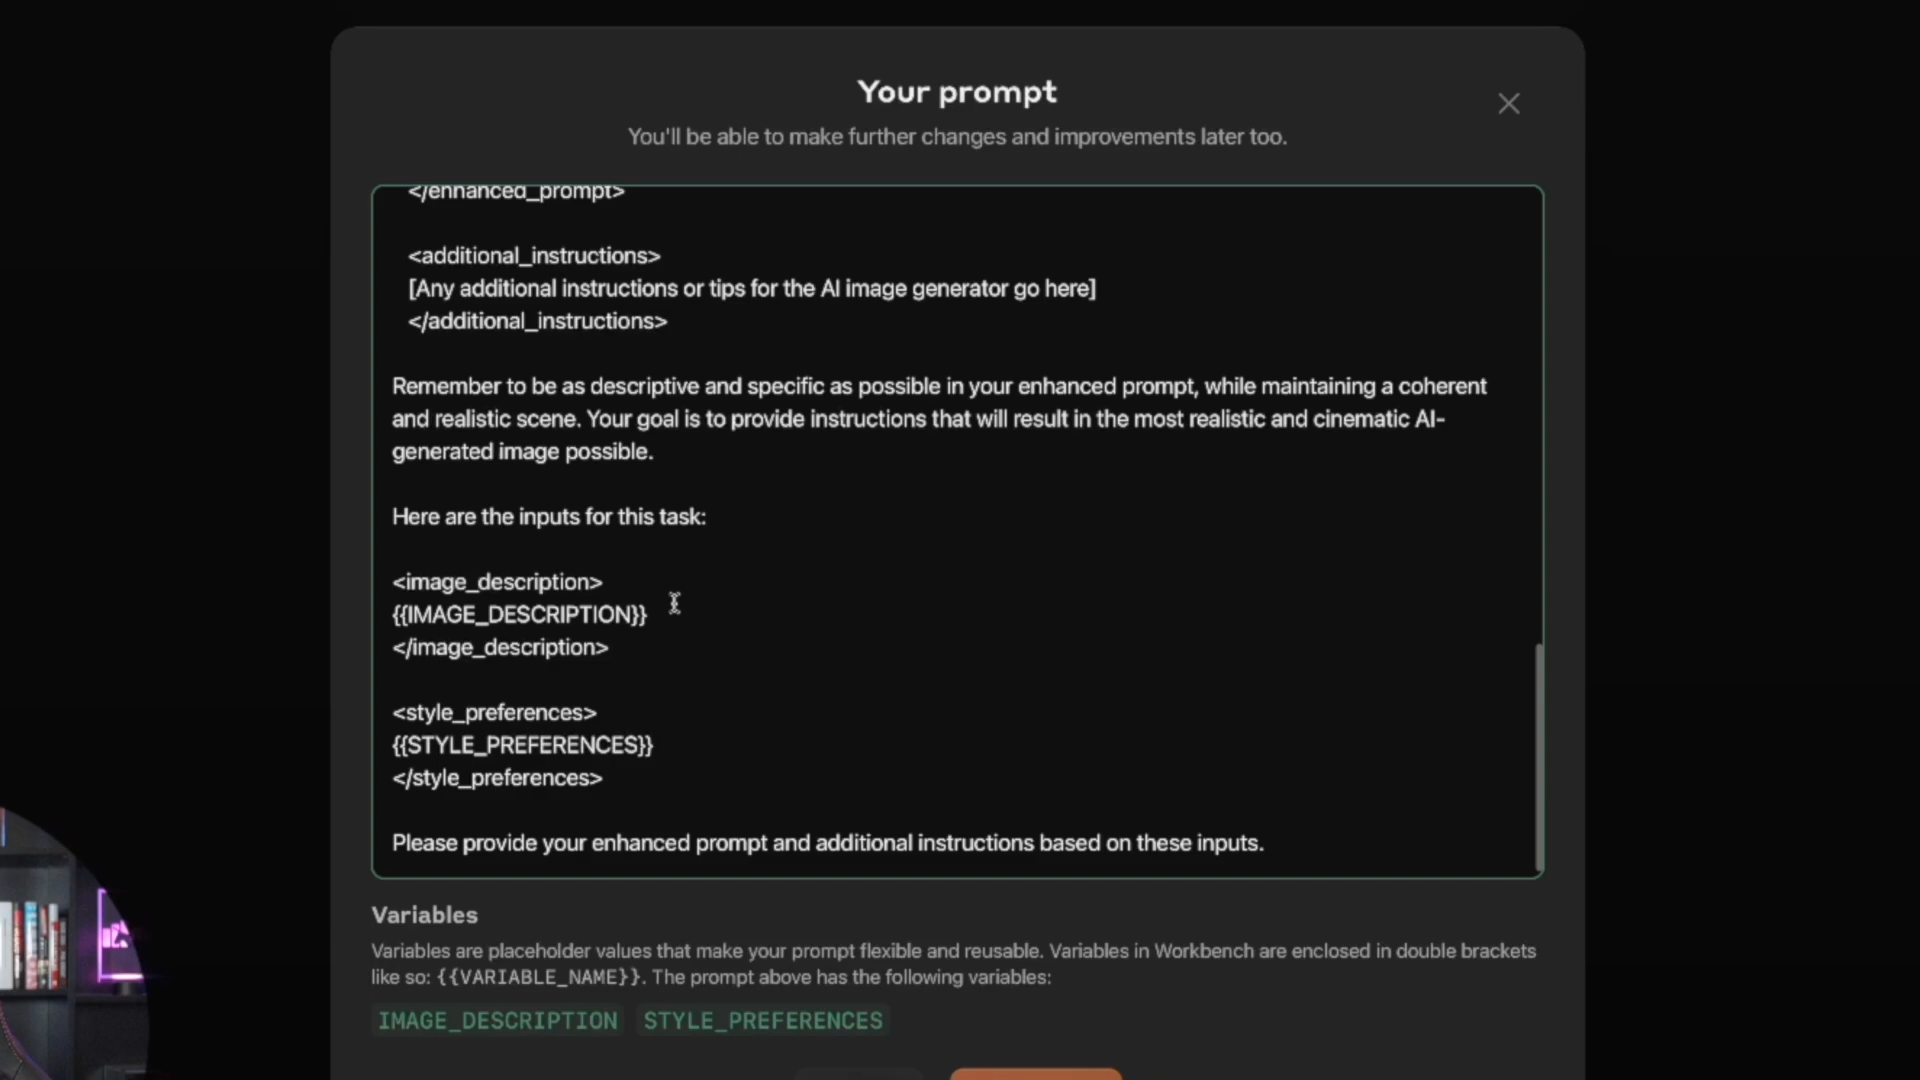 Your prompt
You'll be able to make further changes and improvements later too.
</enhanced_prompt>
<additional_instructions>
[Any additional instructions or tips for the AI image generator go here]
</additional_instructions>
Remember to be as descriptive and specific as possible in your enhanced prompt, while maintaining a coherent
and realistic scene. Your goal is to provide instructions that will result in the most realistic and cinematic AI-
generated image possible.
Here are the inputs for this task:
<image_description>
{{IMAGE_DESCRIPTION}}
</image_description>
<style_preferences>
{{STYLE_PREFERENCES}}
</style_preferences>
Please provide your enhanced prompt and additional instructions based on these inputs.
Variables
Variables are placeholder values that make your prompt flexible and reusable. Variables in Workbench are enclosed in double brackets
like so: {{VARIABLE_NAME}}. The prompt above has the following variables:
IMAGE_DESCRIPTION STYLE_PREFERENCES